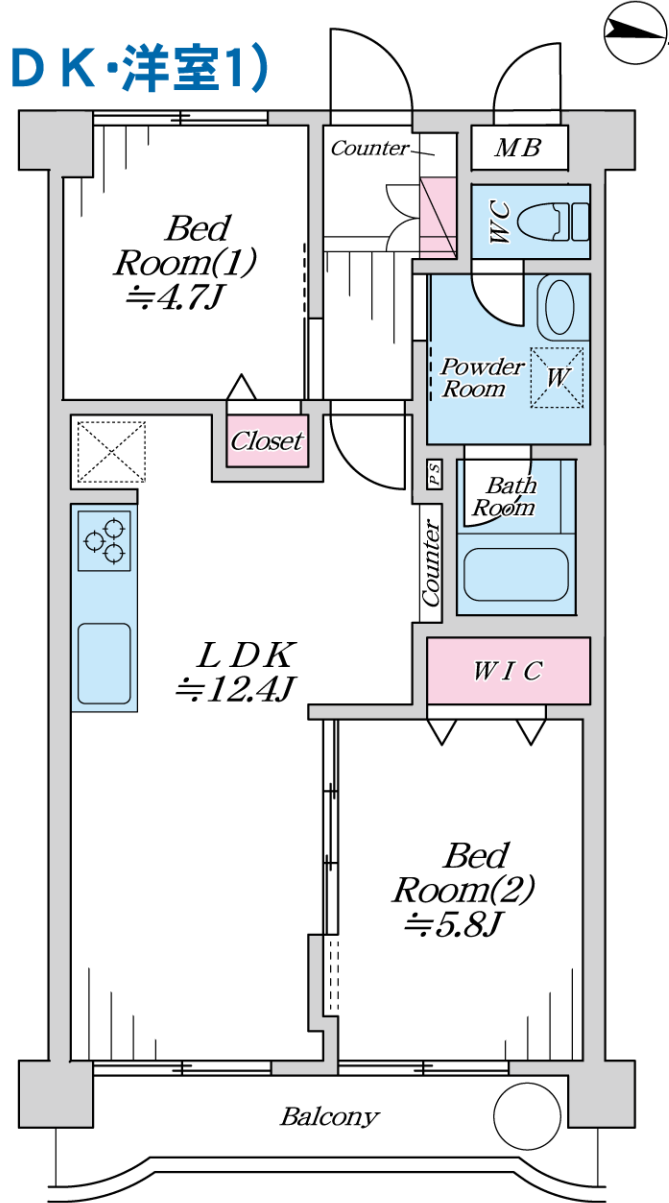 DK・洋室1)
Counter
MB
WC
Bed
Room(1)
≒4.7J
Powder
Room
W
Closet
PS
Bath
Room
Counter
LDK
≒12.4J
WIC
Bed
Room(2)
≒5.8J
Balcony